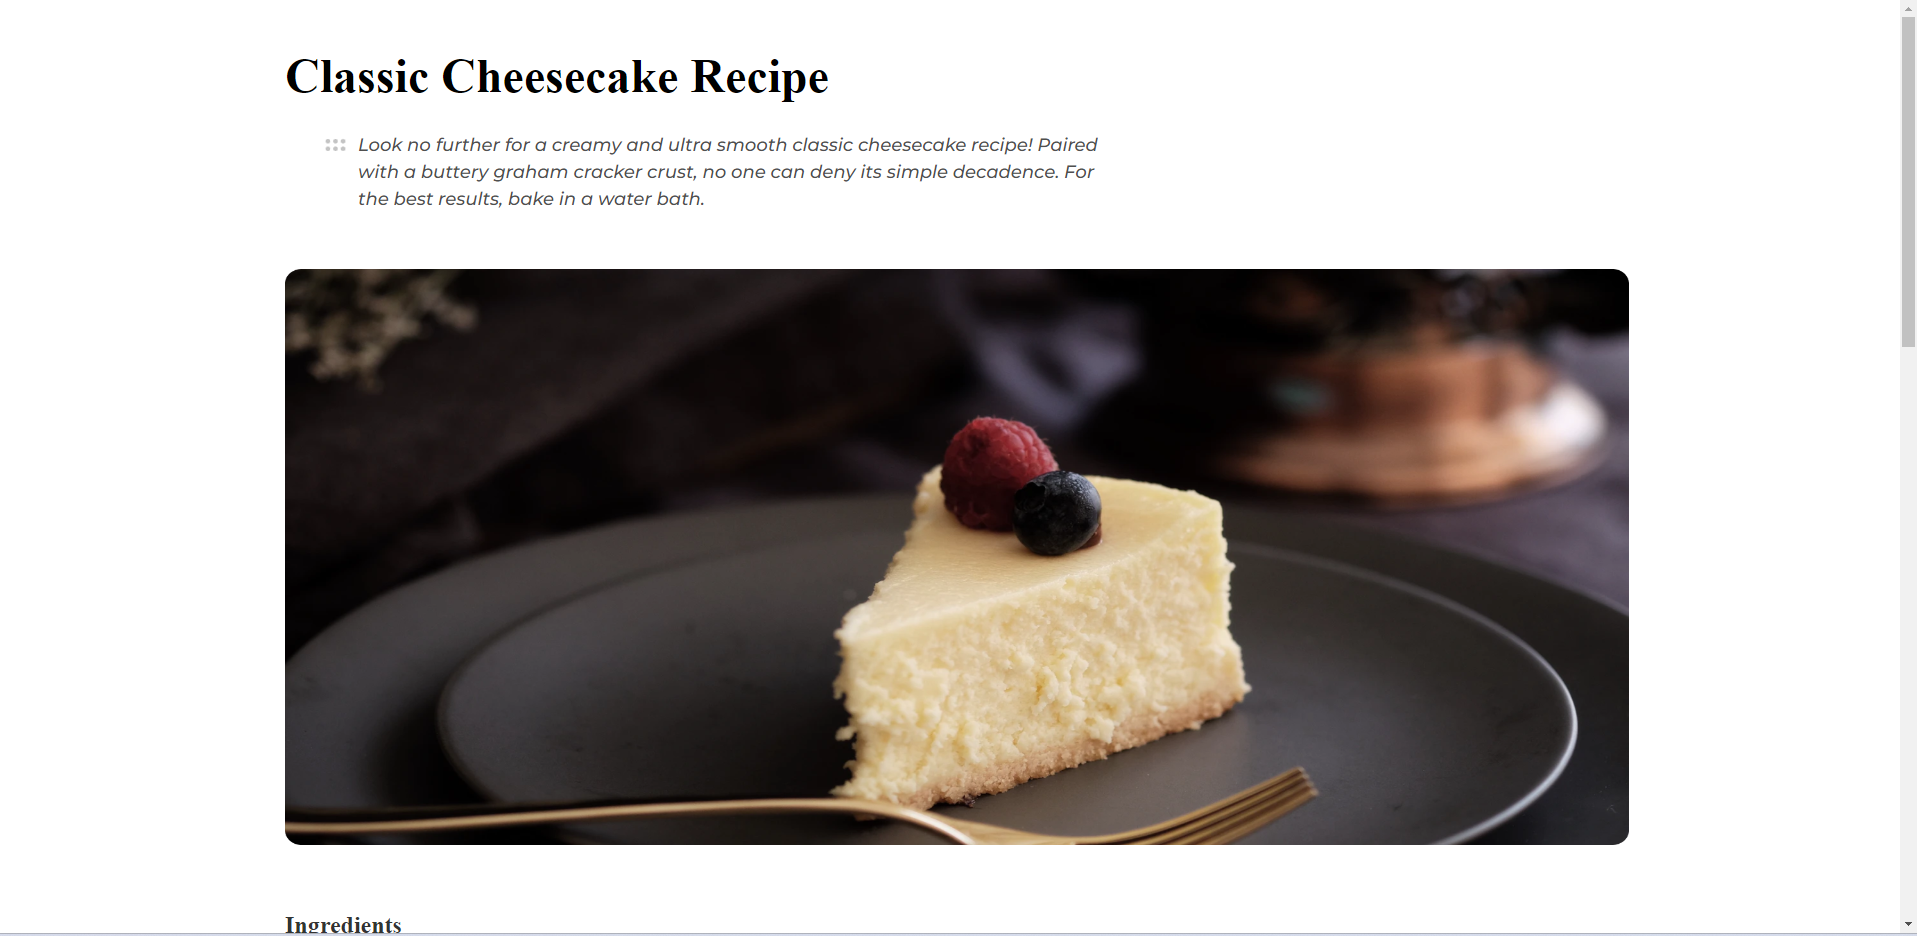 Classic Cheesecake Recipe
Look no further for a creamy and ultra smooth classic cheesecake recipe! Paired
with a buttery graham cracker crust, no one can deny its simple decadence. For
the best results, bake in a water bath.
Ingredients